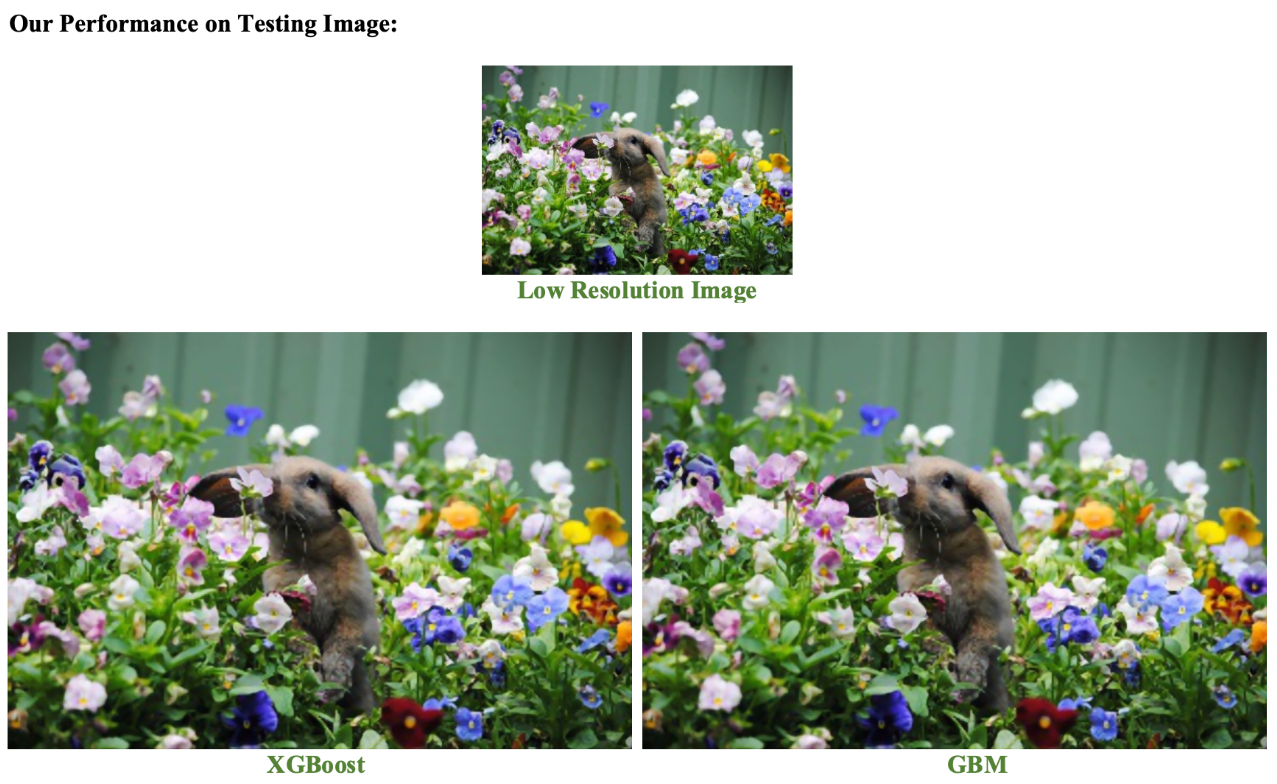 Our Performance on Testing Image:
Low Resolution Image
XGBoost
GBM